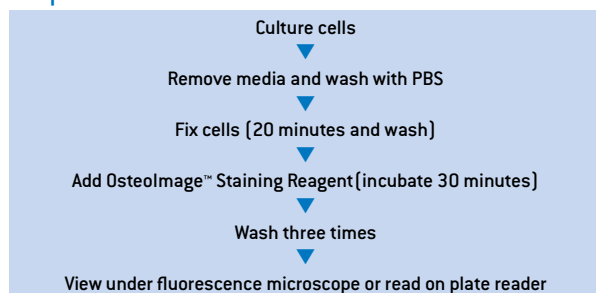 Culture cells
Remove media and wash with PBS
Fix cells (20 minutes and wash)
Add OsteoImage™ Staining Reagent(incubate 30 minutes)
Wash three times
View under fluorescence microscope or read on plate reader